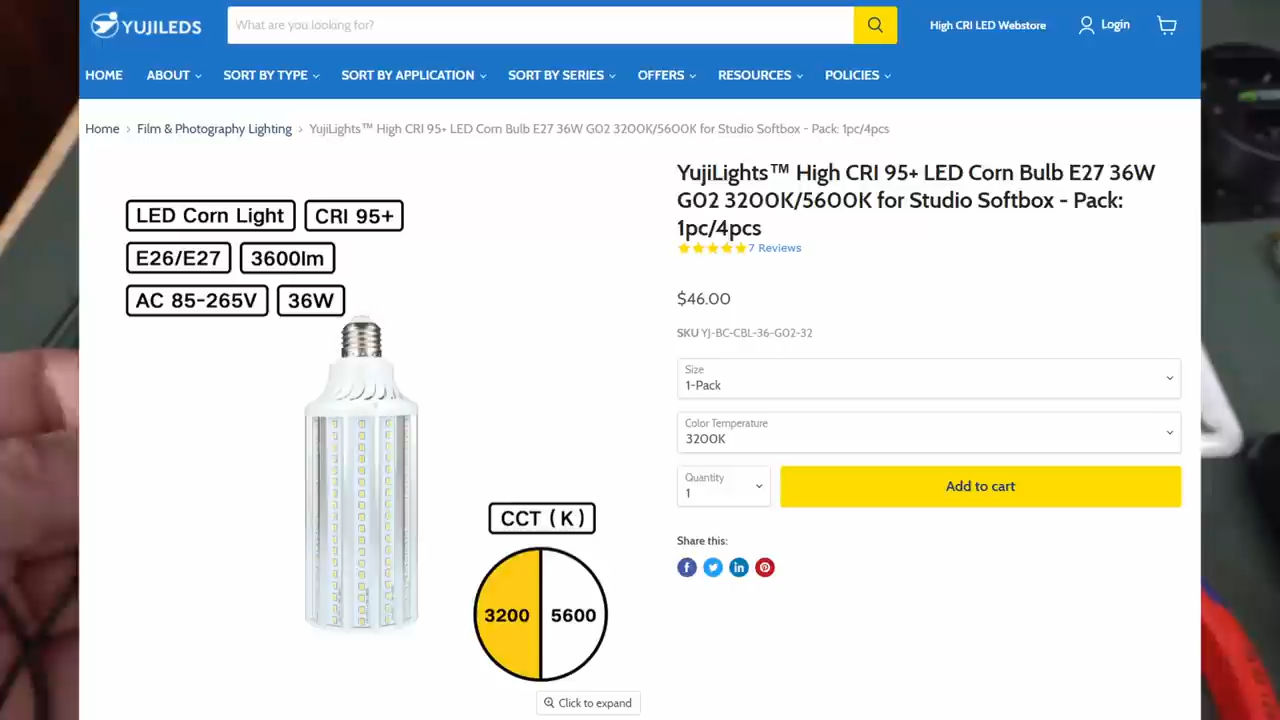 YUJILEDS
What are you looking for?
High CRI LED Webstore
Login
HOME
ABOUT
SORT BY TYPE
SORT BY APPLICATION
SORT BY SERIES
OFFERS
RESOURCES
POLICIES
Home > Film & Photography Lighting > YujiLights™ High CRI 95+ LED Corn Bulb E27 36W G02 3200K/5600K for Studio Softbox - Pack: 1pc/4pcs
LED Corn Light
CRI 95+
E26/E27
3600lm
AC 85-265V
36W
CCT ( K )
3200
5600
Click to expand
YujiLights™ High CRI 95+ LED Corn Bulb E27 36W
G02 3200K/5600K for Studio Softbox - Pack:
1pc/4pcs
7 Reviews
$46.00
SKU YJ-BC-CBL-36-G02-32
Size
1-Pack
Color Temperature
3200K
Quantity
1
Add to cart
Share this: